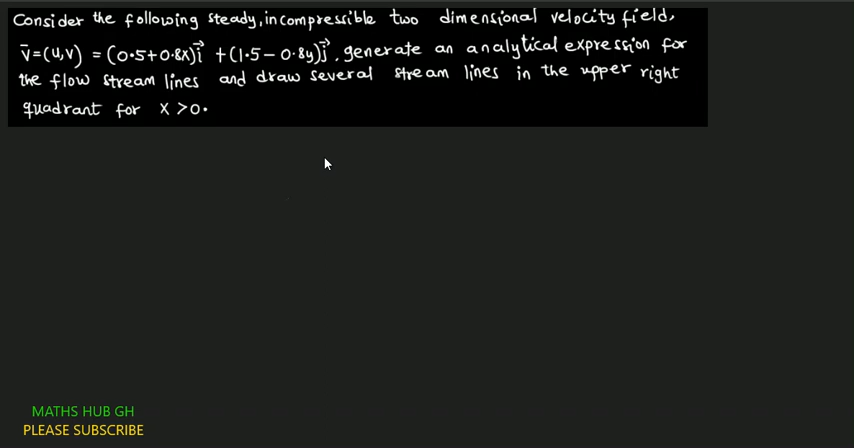 Consider the following steady, incompressible two dimensional velocity field,
v̄=(u,v) = (0.5+0.8x)i⃗ +(1.5-0.8y)j⃗. generate an analytical expression for
the flow stream lines and draw several stream lines in the upper right
quadrant for x >0.
MATHS HUB GH
PLEASE SUBSCRIBE